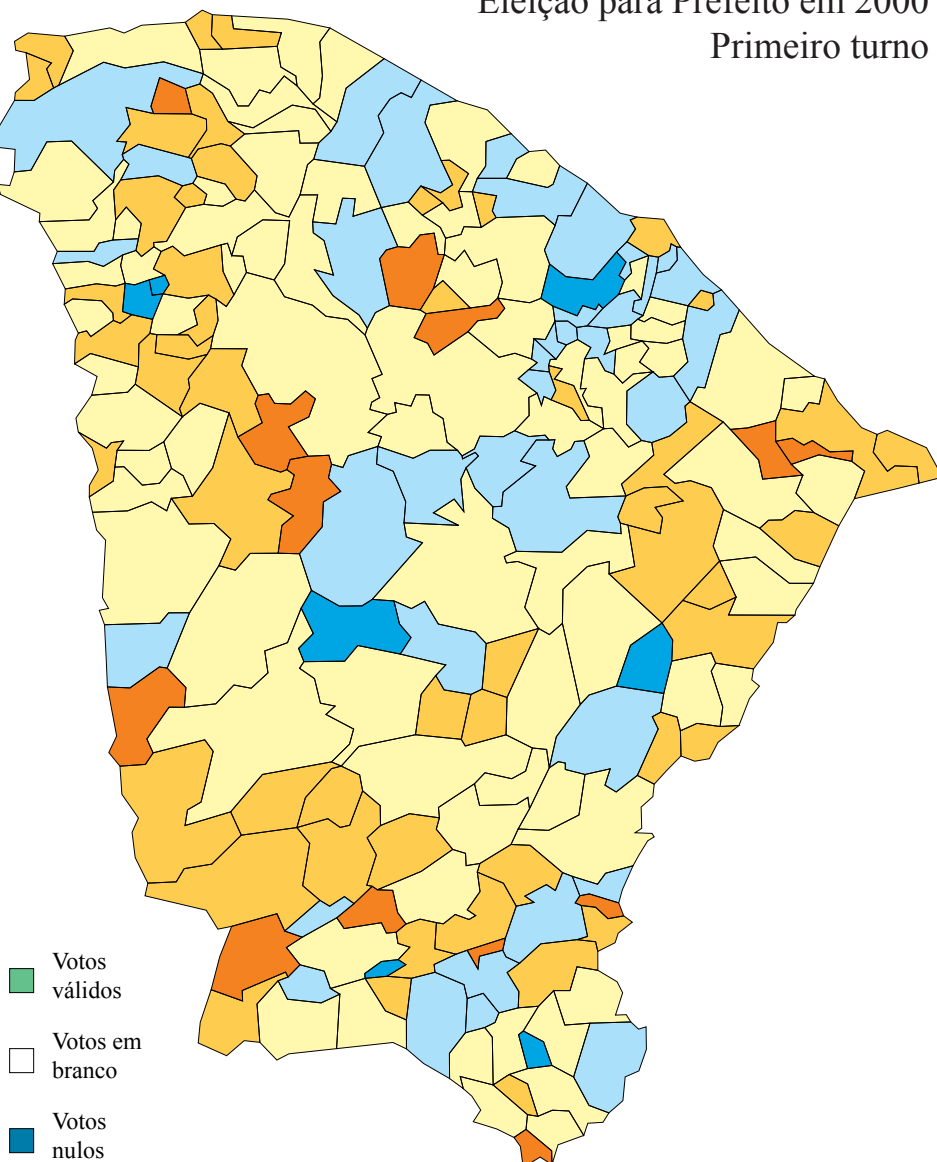 Eleição para Prefeito em 2000
Primeiro turno
Votos
válidos
Votos em
branco
Votos
nulos